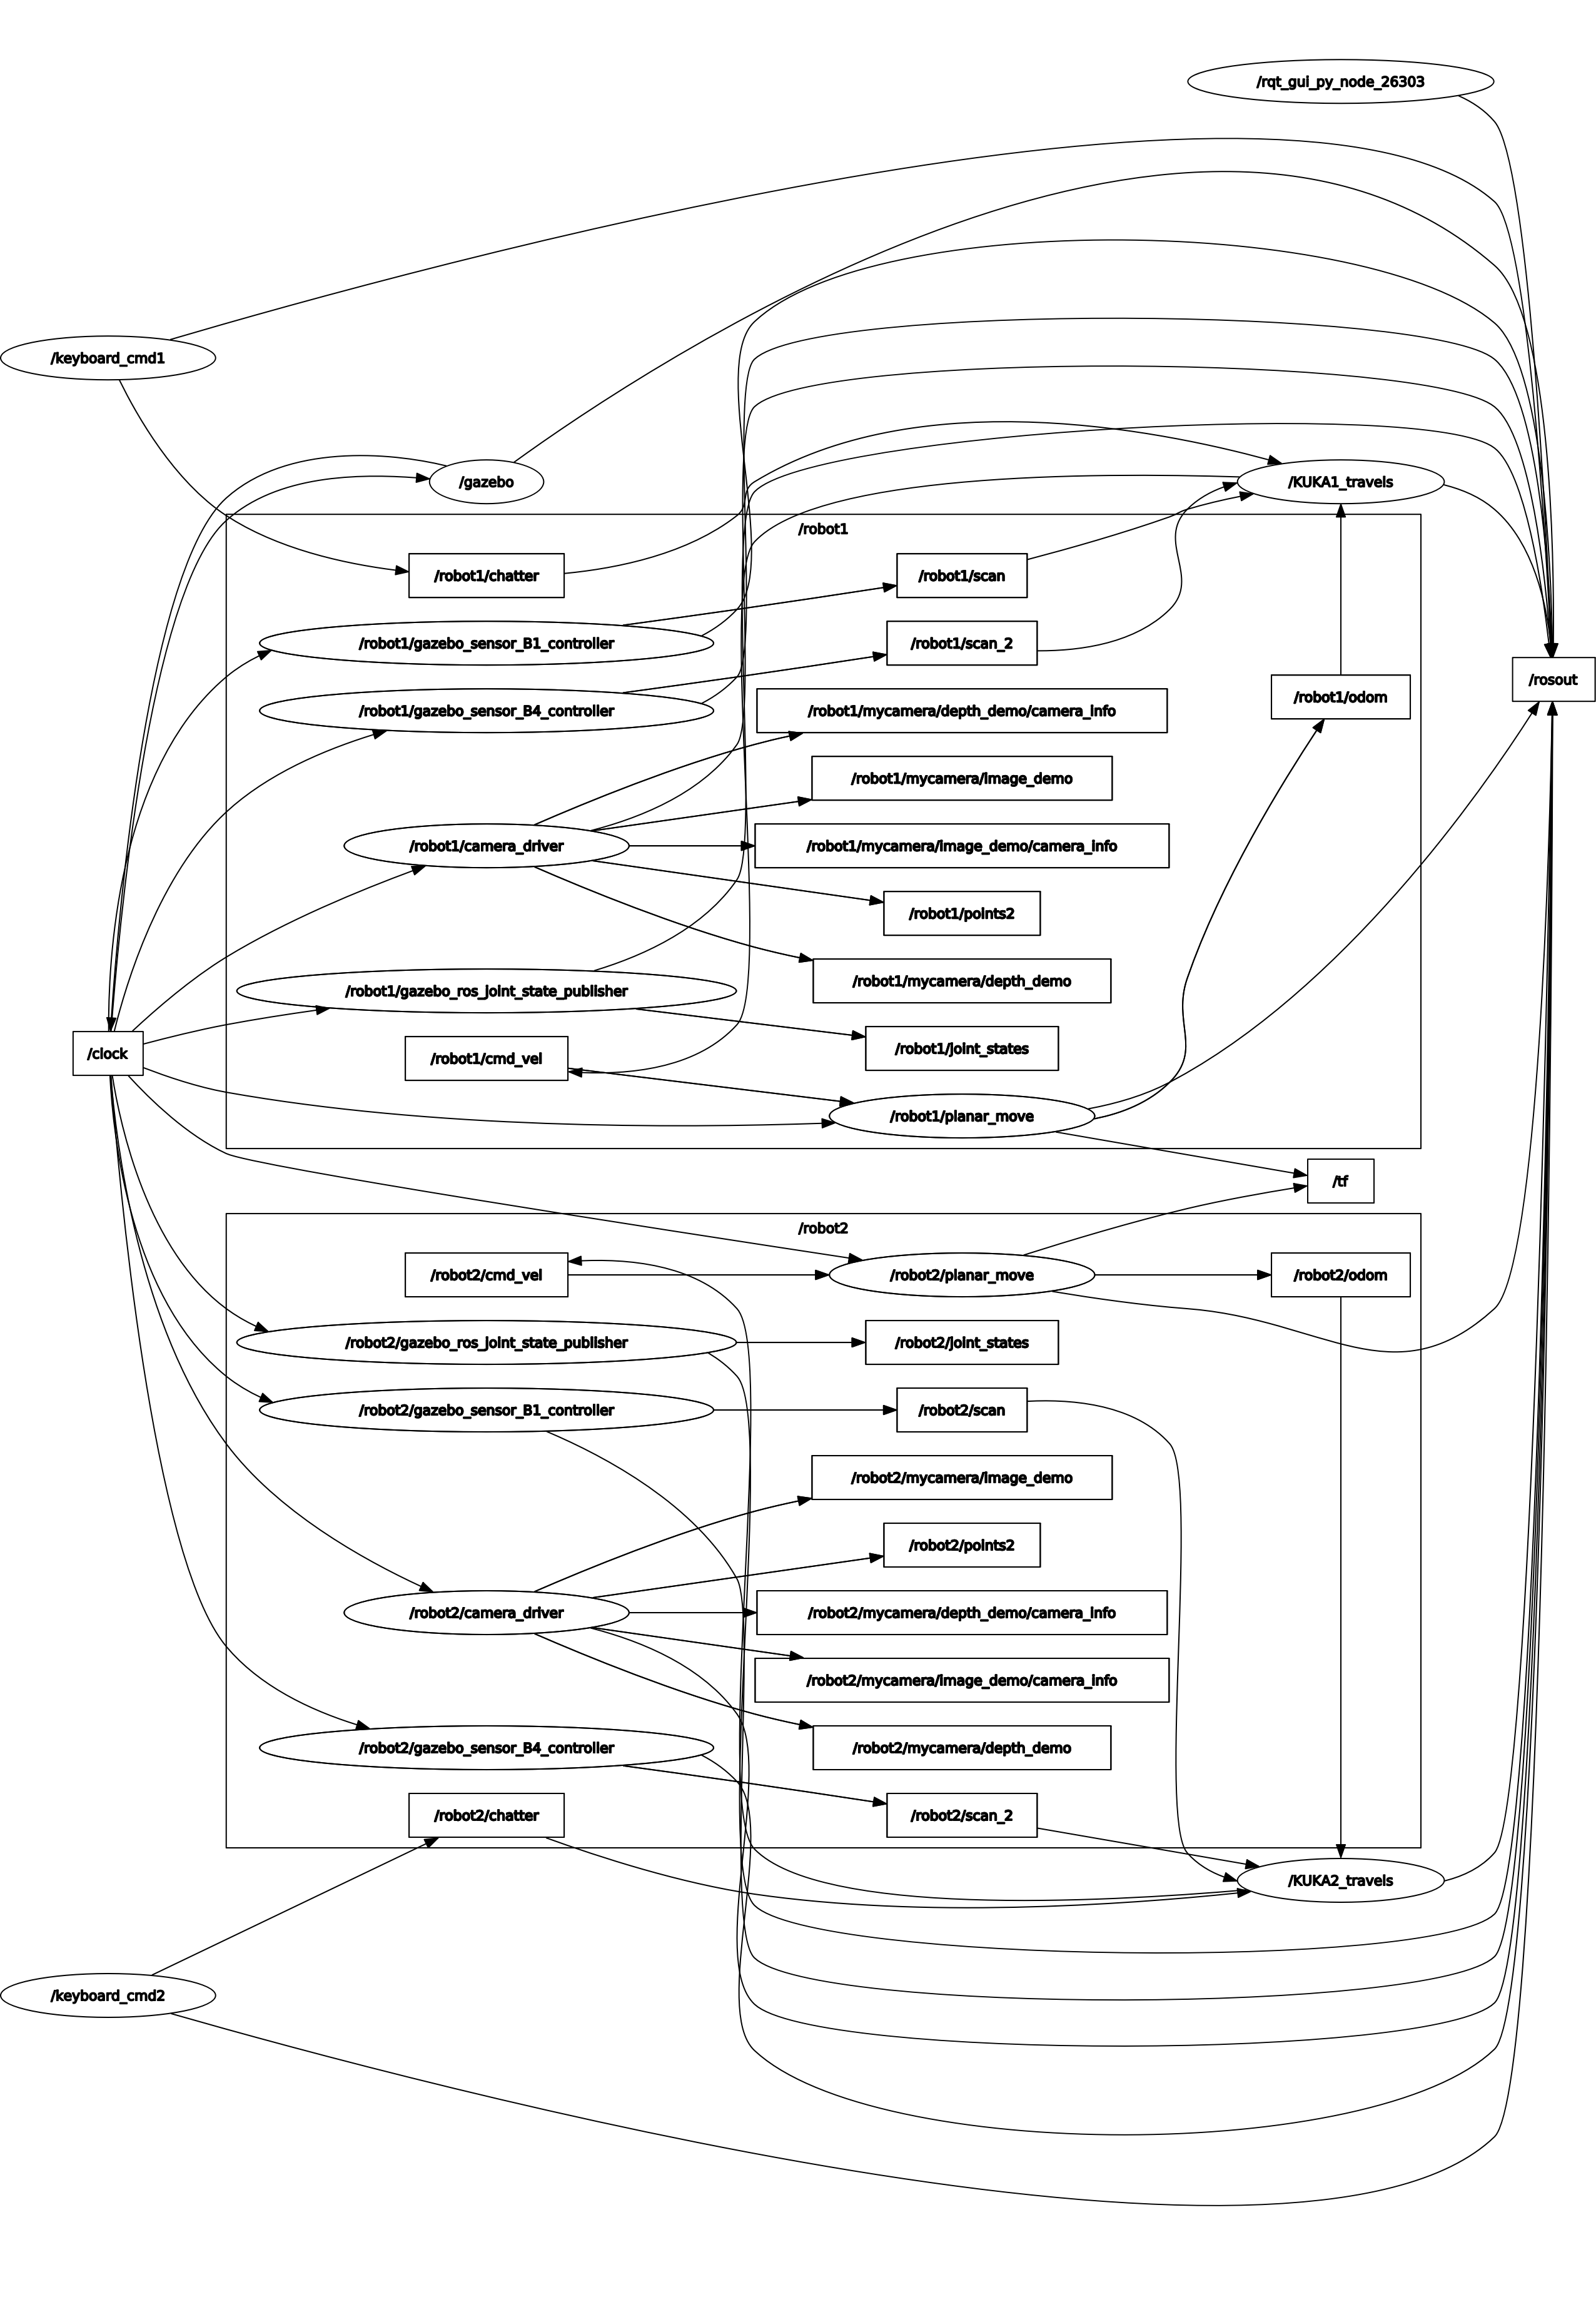 /rqt_gui_py_node_26303
/keyboard_cmd1
/gazebo
/KUKA1_travels
/robot1
/robot1/chatter
/robot1/scan
/robot1/gazebo_sensor_B1_controller
/robot1/scan_2
/rosout
/robot1/odom
/robot1/gazebo_sensor_B4_controller
/robot1/mycamera/depth_demo/camera_info
/robot1/mycamera/image_demo
/robot1/camera_driver
/robot1/mycamera/image_demo/camera_info
/robot1/points2
/robot1/mycamera/depth_demo
/robot1/gazebo_ros_joint_state_publisher
/clock
/robot1/cmd_vel
/robot1/joint_states
/robot1/planar_move
/tf
/robot2
/robot2/cmd_vel
/robot2/planar_move
/robot2/odom
/robot2/gazebo_ros_joint_state_publisher
/robot2/joint_states
/robot2/gazebo_sensor_B1_controller
/robot2/scan
/robot2/mycamera/image_demo
/robot2/points2
/robot2/camera_driver
/robot2/mycamera/depth_demo/camera_info
/robot2/mycamera/image_demo/camera_info
/robot2/gazebo_sensor_B4_controller
/robot2/mycamera/depth_demo
/robot2/chatter
/robot2/scan_2
/KUKA2_travels
/keyboard_cmd2